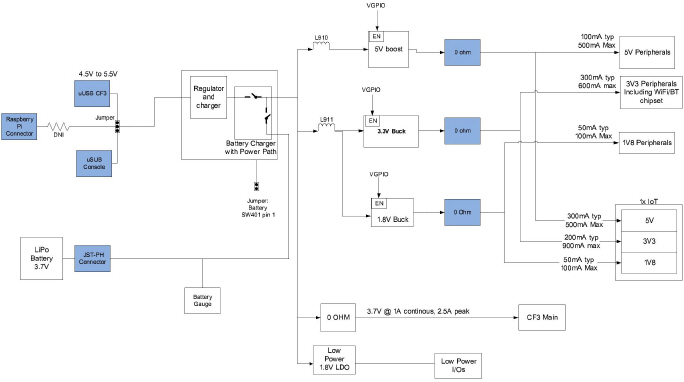 VGPIO
L910
EN
5V boost
0 ohm
100mA typ
500mA Max
5V Peripherals
4.5V to 5.5V
uUSB CF3
Regulator
and
charger
Raspberry
Pi
Connector
DNI
Jumper
uSUB
Console
Battery Charger
with Power Path
Jumper:
Battery
SW401 pin 1
VGPIO
L911
EN
3.3V Buck
0 ohm
300mA typ
600mA Max
3V3 Peripherals
Including WiFi/BT
chipset
50mA typ
100mA Max
1V8 Peripherals
VGPIO
EN
1.8V Buck
0 Ohm
1x IoT
300mA typ
500mA Max
5V
200mA typ
900mA max
3V3
50mA typ
100mA Max
1V8
LiPo
Battery
3.7V
JST-PH
Connector
Battery
Gauge
0 OHM
3.7V @ 1A continous, 2.5A peak
CF3 Main
Low
Power
1.8V LDO
Low Power
I/Os